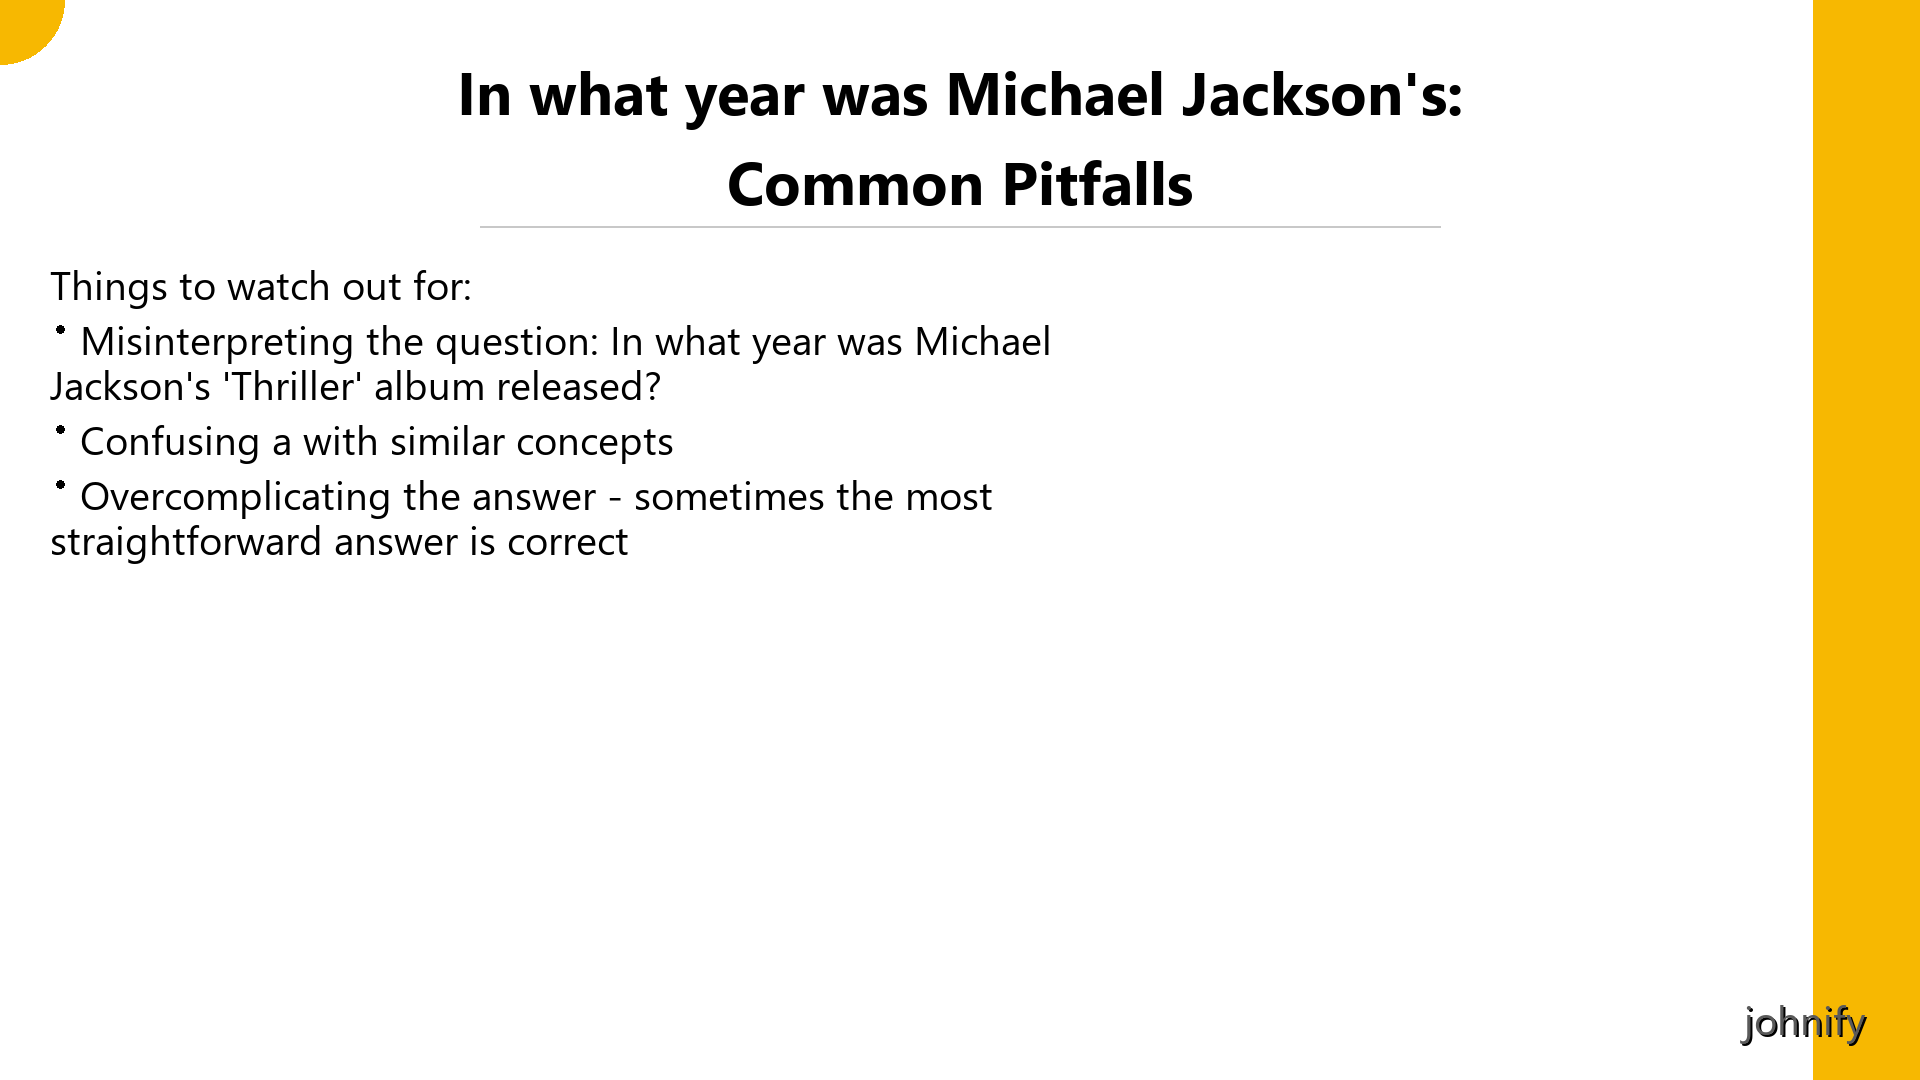 In what year was Michael Jackson's:
Common Pitfalls
Things to watch out for:
• Misinterpreting the question: In what year was Michael
Jackson's 'Thriller' album released?
• Confusing a with similar concepts
• Overcomplicating the answer - sometimes the most
straightforward answer is correct
johnify